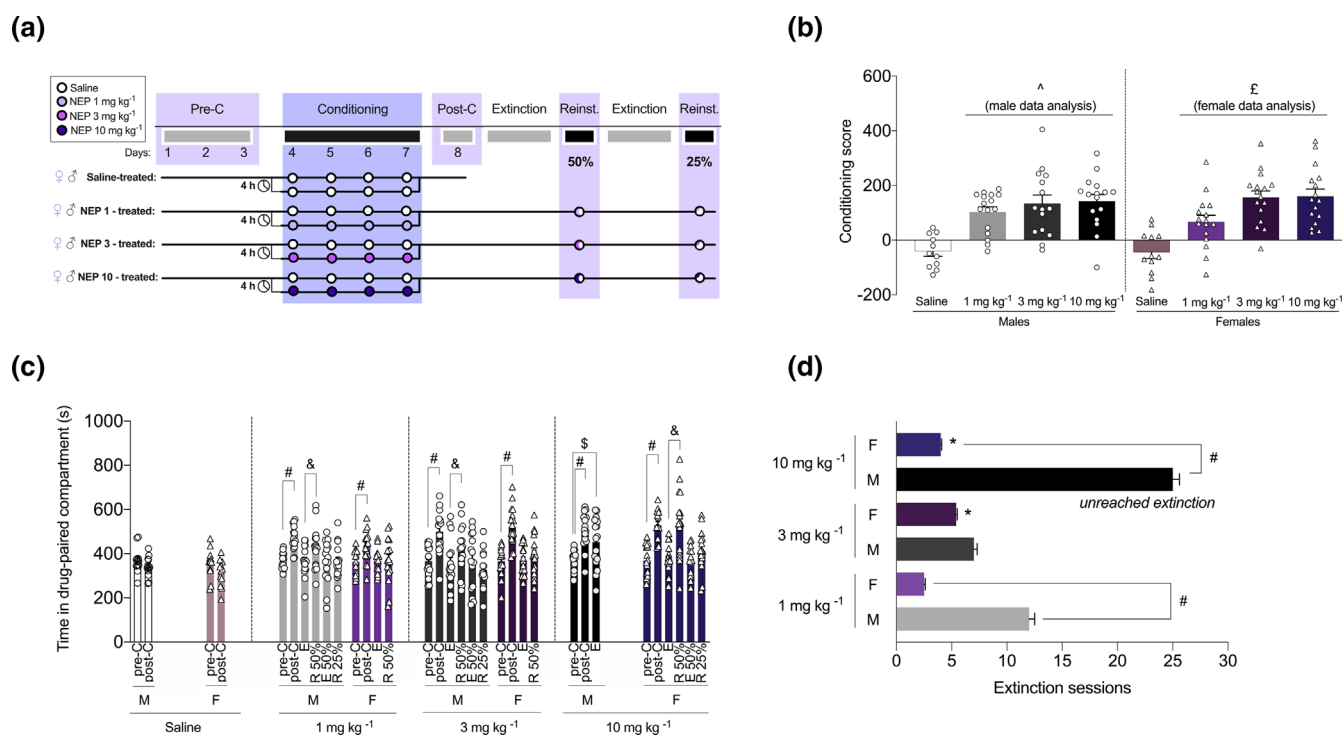 (a)
Saline
NEP 1 mg kg-1
NEP 3 mg kg-1
NEP 10 mg kg-1
Pre-C Conditioning Post-C Extinction Reinst. Extinction Reinst.
Days: 1 2 3 4 5 6 7 8 50% 25%
♀ ♂ Saline-treated: 4 h
♀ ♂ NEP 1 - treated: 4 h
♀ ♂ NEP 3 - treated: 4 h
♀ ♂ NEP 10 - treated: 4 h
(b)
Conditioning score
600
400
200
0
-200
^
(male data analysis)
£
(female data analysis)
Saline 1 mg kg-1 3 mg kg-1 10 mg kg-1 Saline 1 mg kg-1 3 mg kg-1 10 mg kg-1
Males Females
(c)
Time in drug-paired compartment (s)
1000
800
600
400
200
0
# & # # & # $ # # &
pre-C post-C pre-C post-C pre-C post-C E R 50% E 50% R 25% pre-C post-C E R 50% pre-C post-C E R 50% E 50% R 25% pre-C post-C E R 50% pre-C post-C E pre-C post-C E R 50% E 50% R 25%
M F M F M F M F
Saline 1 mg kg -1 3 mg kg -1 10 mg kg -1
(d)
10 mg kg -1 F * #
M
unreached extinction
3 mg kg -1 F *
M
1 mg kg -1 F #
M
0 5 10 15 20 25 30
Extinction sessions